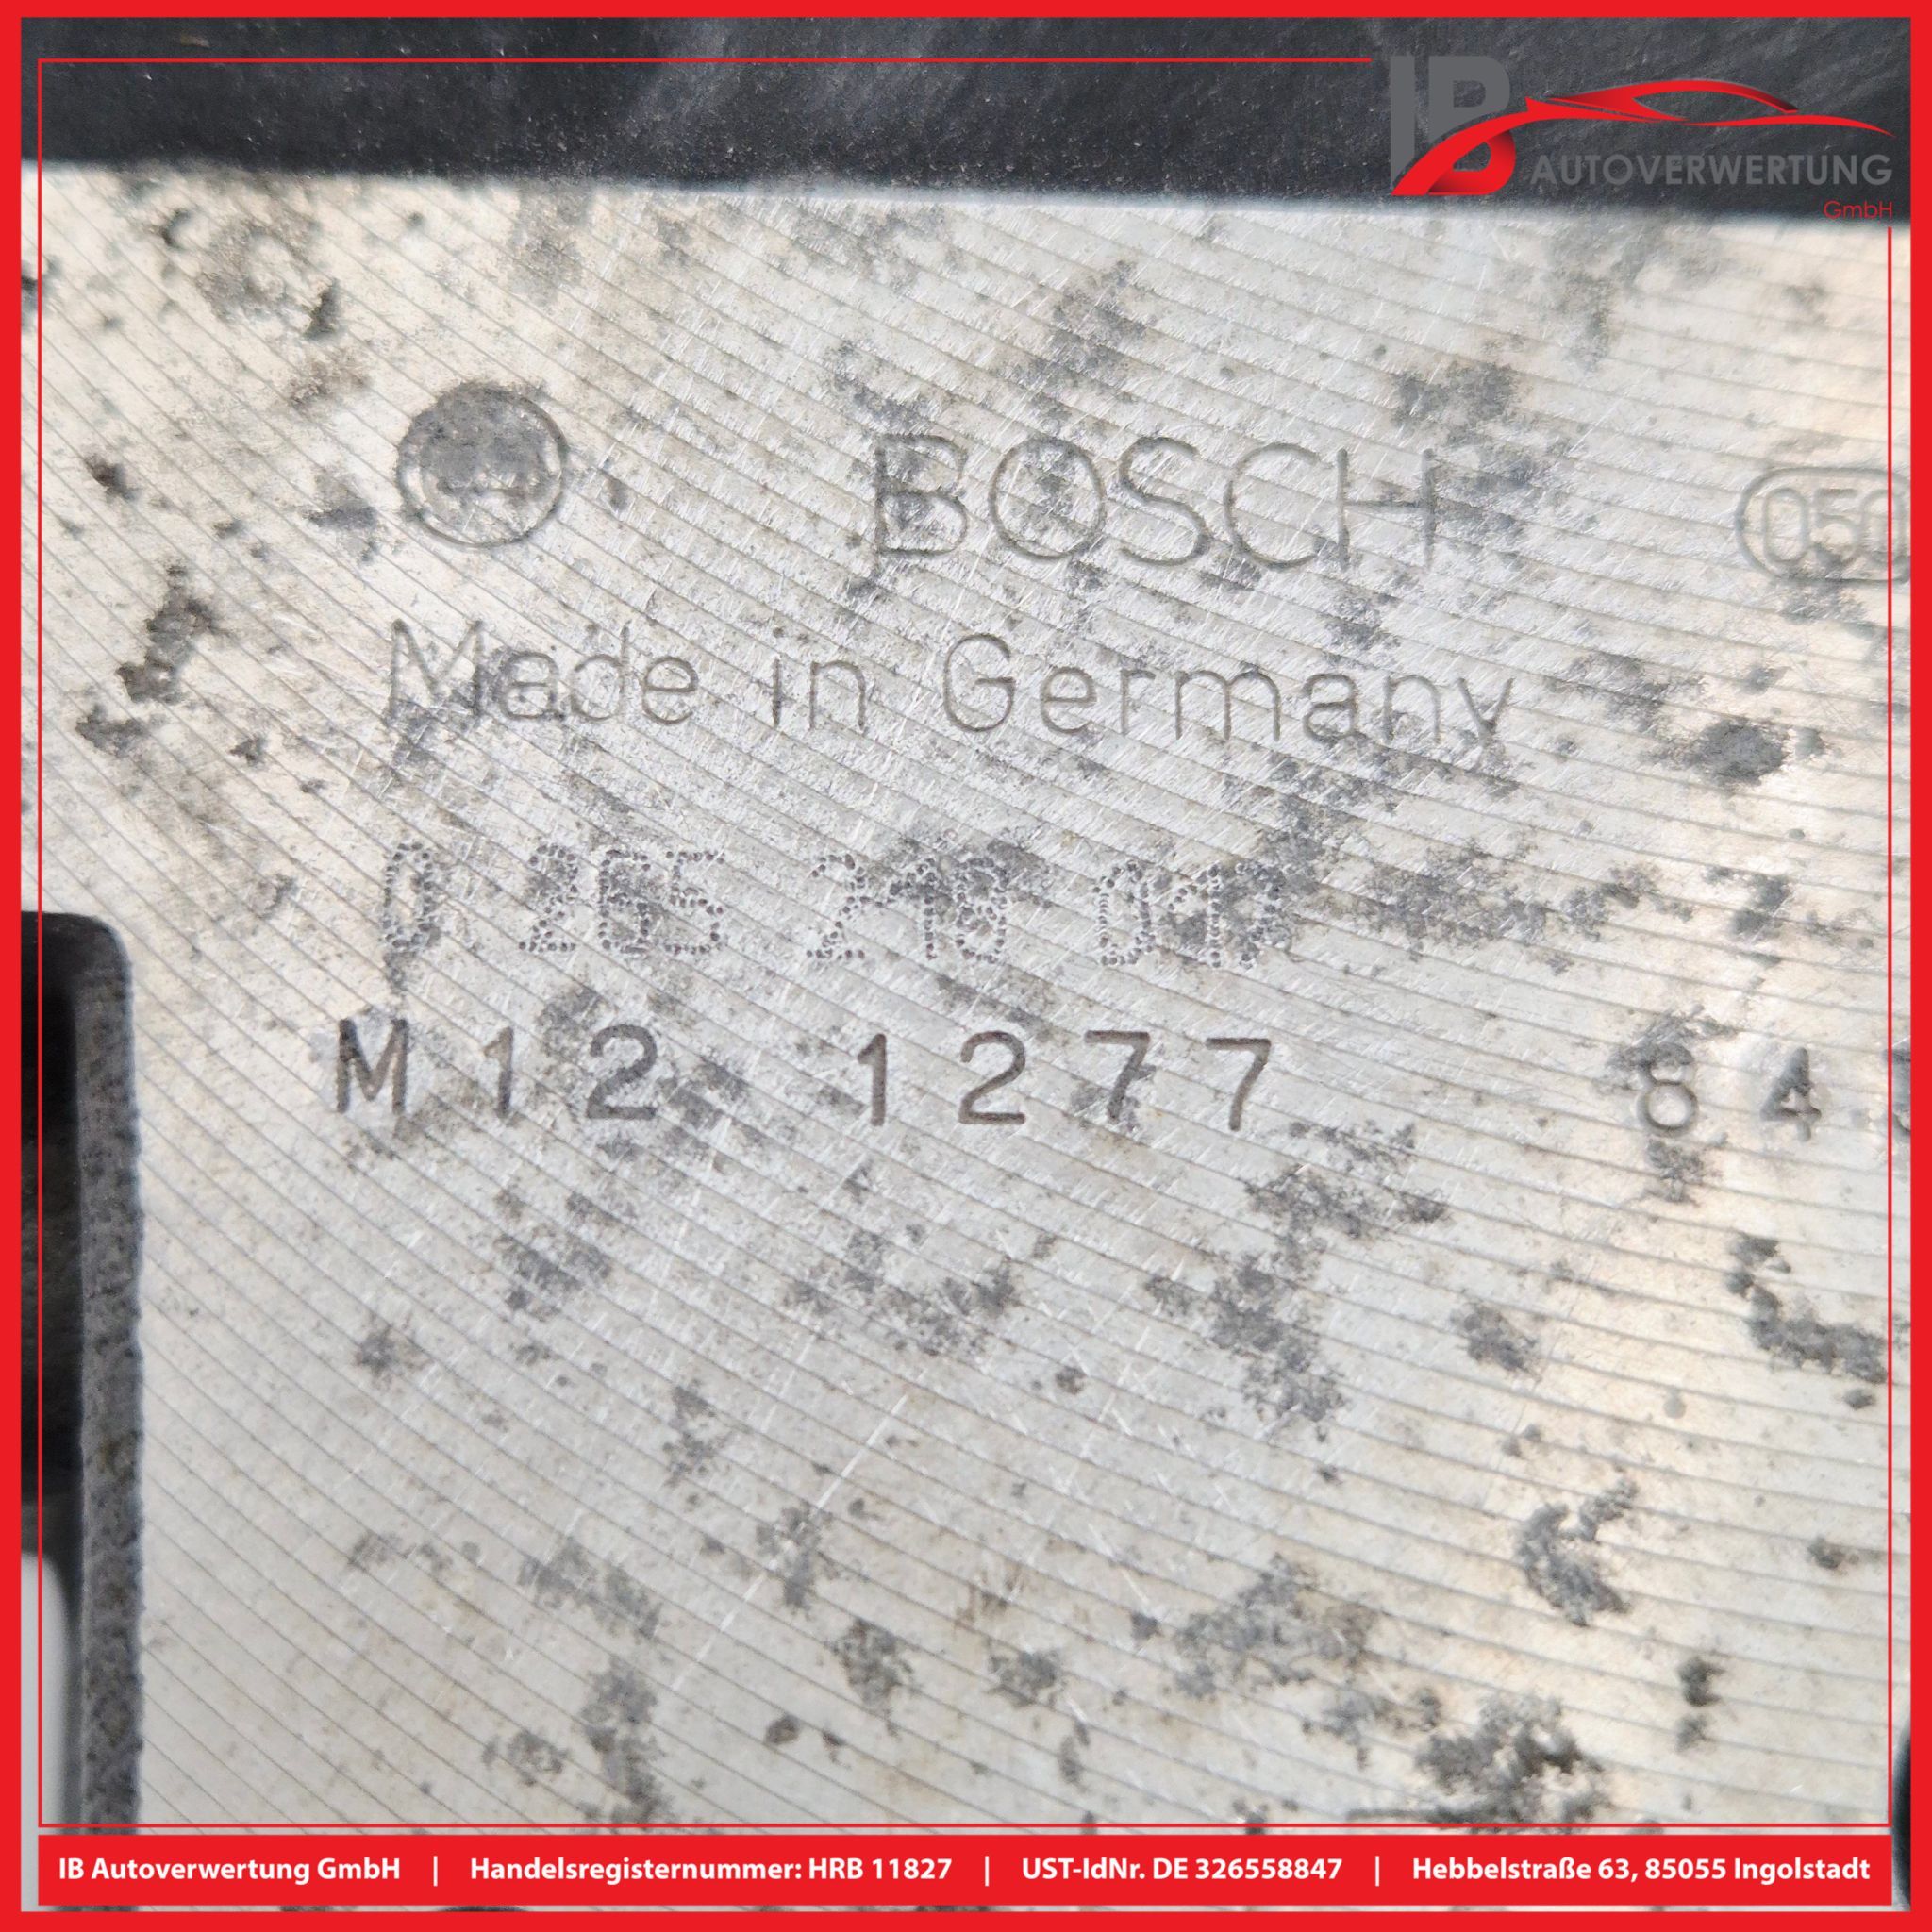 IB
AUTOVERWERTUNG
GmbH
BOSCH
Made in Germany
M12 1277
IB Autoverwertung GmbH | Handelsregisternummer: HRB 11827 | UST-IdNr. DE 326558847 | Hebbelstraße 63, 85055 Ingolstadt